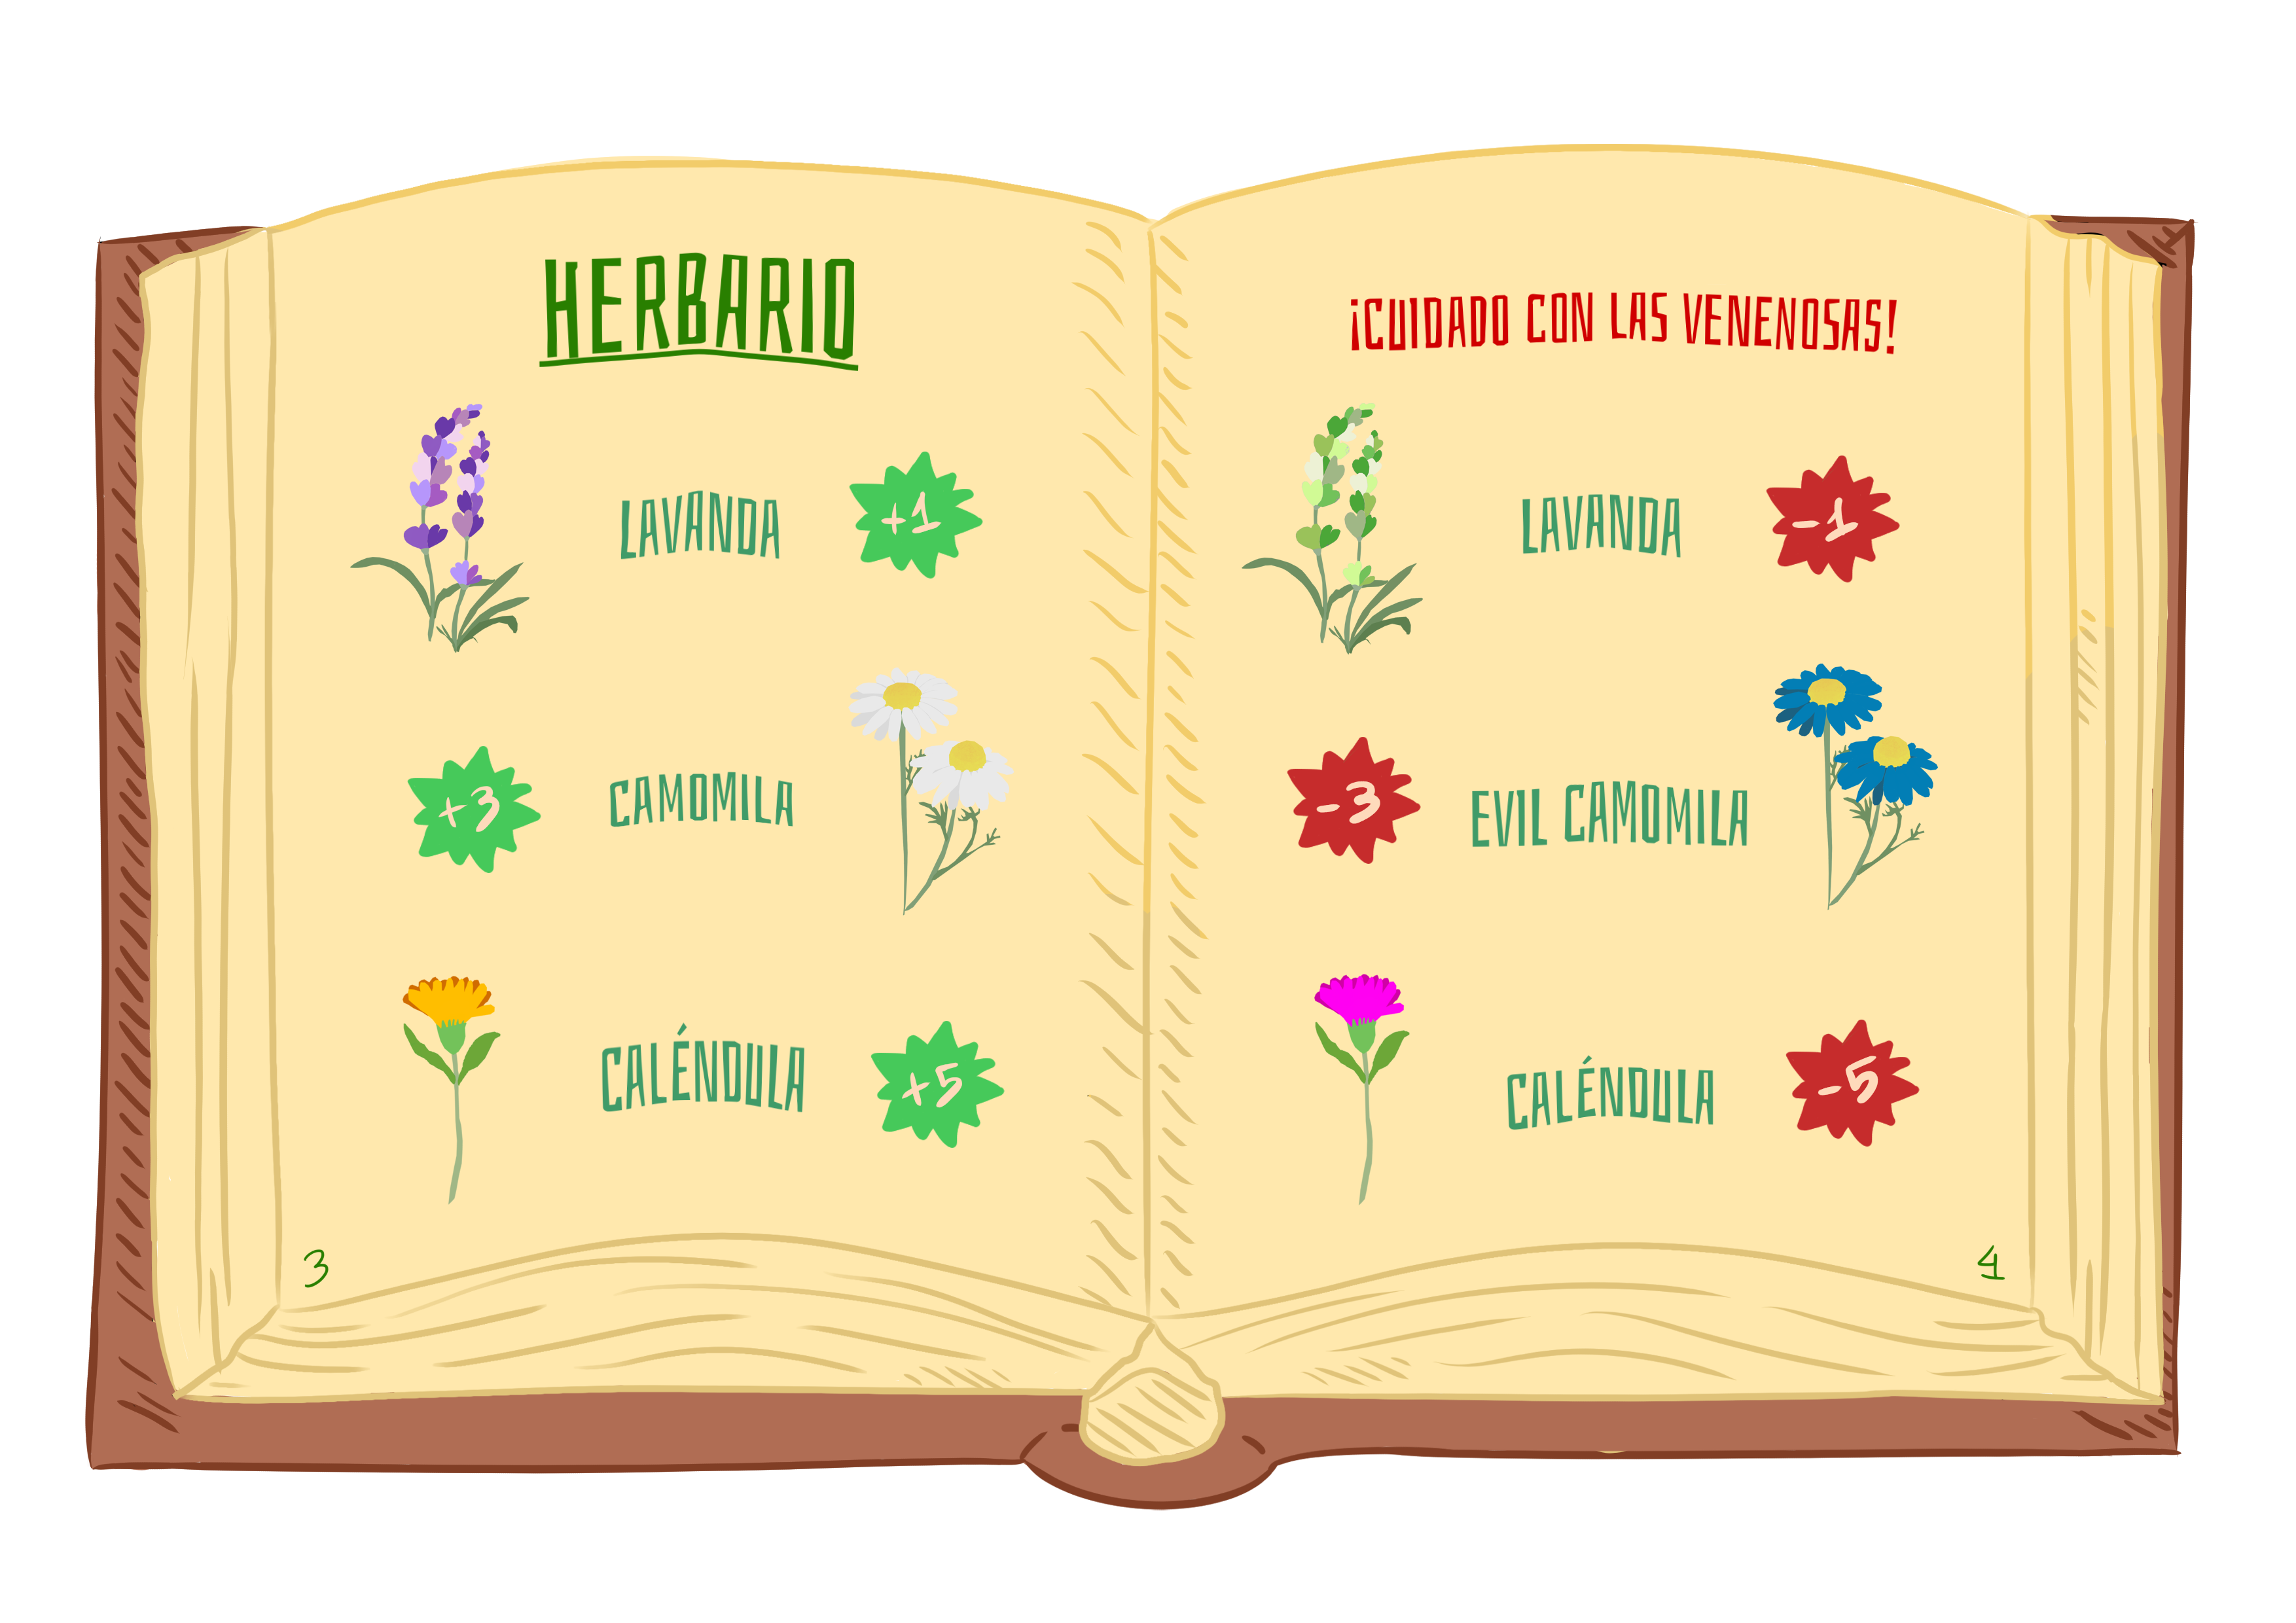 HERBARIO
LAVANDA +1
+3 CAMOMILA
CALÉNDULA +5
3
¡CUIDADO CON LAS VENENOSAS!
LAVANDA -1
-3 EVIL CAMOMILA
CALÉNDULA -5
4